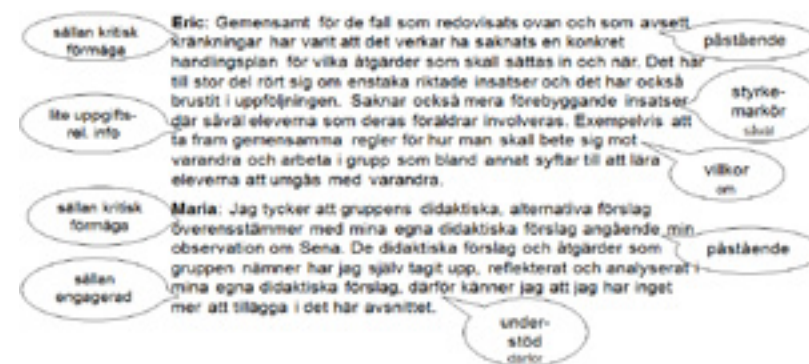 sällan kritisk
förmåga
lite uppgifts-
rel. info
sällan kritisk
förmåga
sällan
engagerad
Eric: Gemensamt för de fall som redovisats ovan och som avsett
kränkningar har varit att det verkar ha saknats en konkret
handlingsplan för vilka åtgärder som skall sättas in och när. Det har
till stor del rört sig om enstaka riktade insatser och det har också
brustit i uppföljningen. Saknar också mera förebyggande insatser
där såväl eleverna som deras föräldrar involveras. Exempelvis att
ta fram gemensamma regler för hur man skall bete sig mot
varandra och arbeta i grupp som bland annat syftar till att lära
eleverna att umgås med varandra.
Maria: Jag tycker att gruppens didaktiska, alternativa förslag
överensstämmer med mina egna didaktiska förslag angående min
observation om Sena. De didaktiska förslag och åtgärder som
gruppen nämner har jag själv tagit upp, reflekterat och analyserat i
mina egna didaktiska förslag, därför känner jag att jag har inget
mer att tillägga i det här avsnittet.
påstående
styrke-
markör
såväl
villkor
om
påstående
under-
stöd
därför